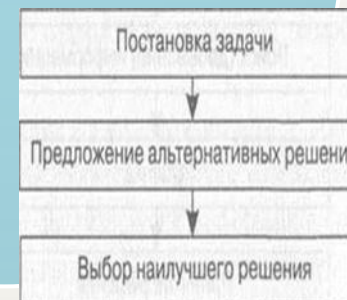 Постановка задачи
Предложение альтернативных решени
Выбор наилучшего решения